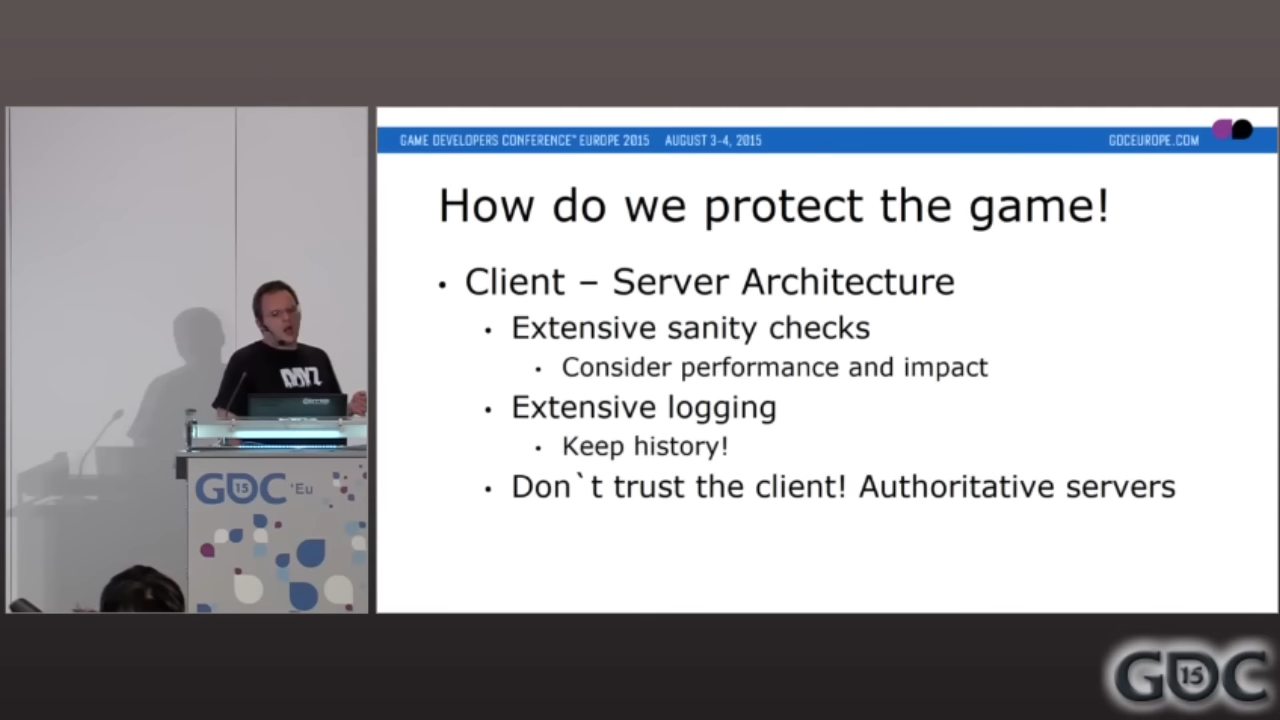 GAME DEVELOPERS CONFERENCE™ EUROPE 2015 AUGUST 3-4, 2015
GDCEUROPE.COM
How do we protect the game!
• Client – Server Architecture
• Extensive sanity checks
• Consider performance and impact
• Extensive logging
• Keep history!
• Don`t trust the client! Authoritative servers
DAYZ
GDC 15 'Eu
GDC 15